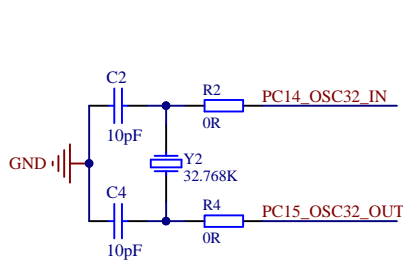 C2
10pF
R2
0R
PC14_OSC32_IN
GND
Y2
32.768K
C4
10pF
R4
0R
PC15_OSC32_OUT